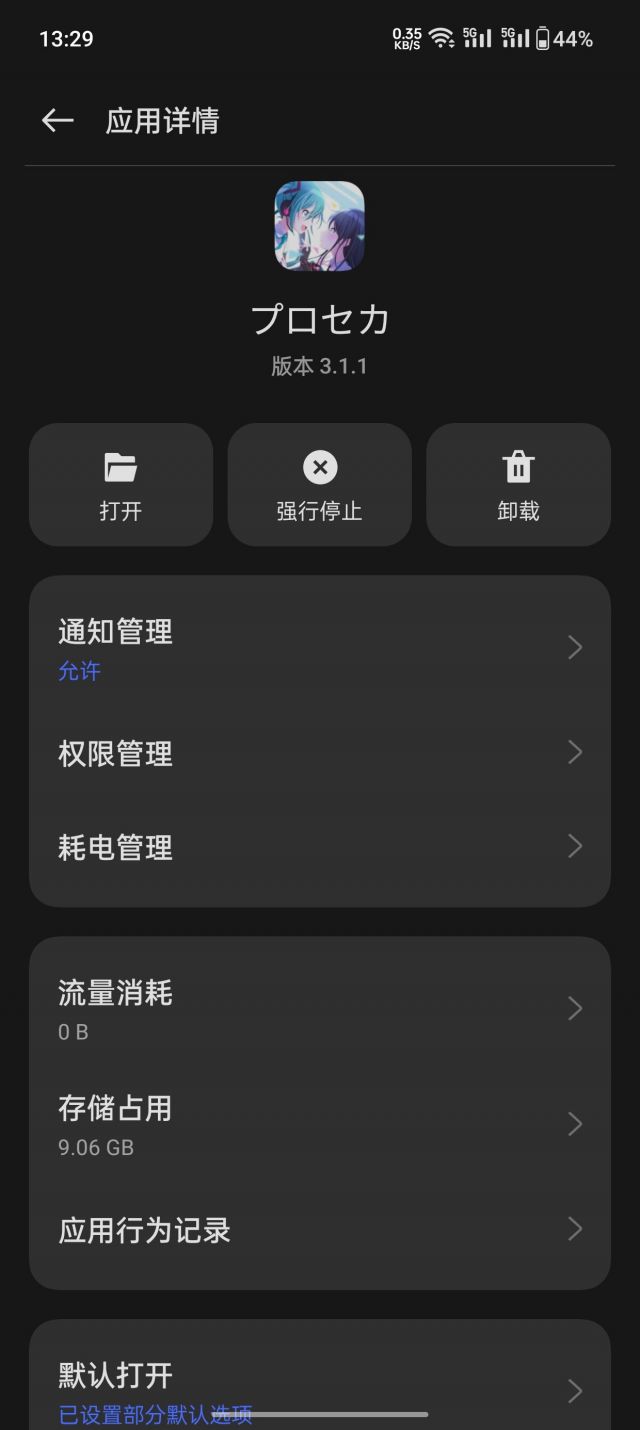 13:29
0.35
KB/S
5G
5G
44%
应用详情
プロセカ
版本 3.1.1
打开
强行停止
卸载
通知管理
允许
权限管理
耗电管理
流量消耗
0 B
存储占用
9.06 GB
应用行为记录
默认打开
已设置部分默认选项